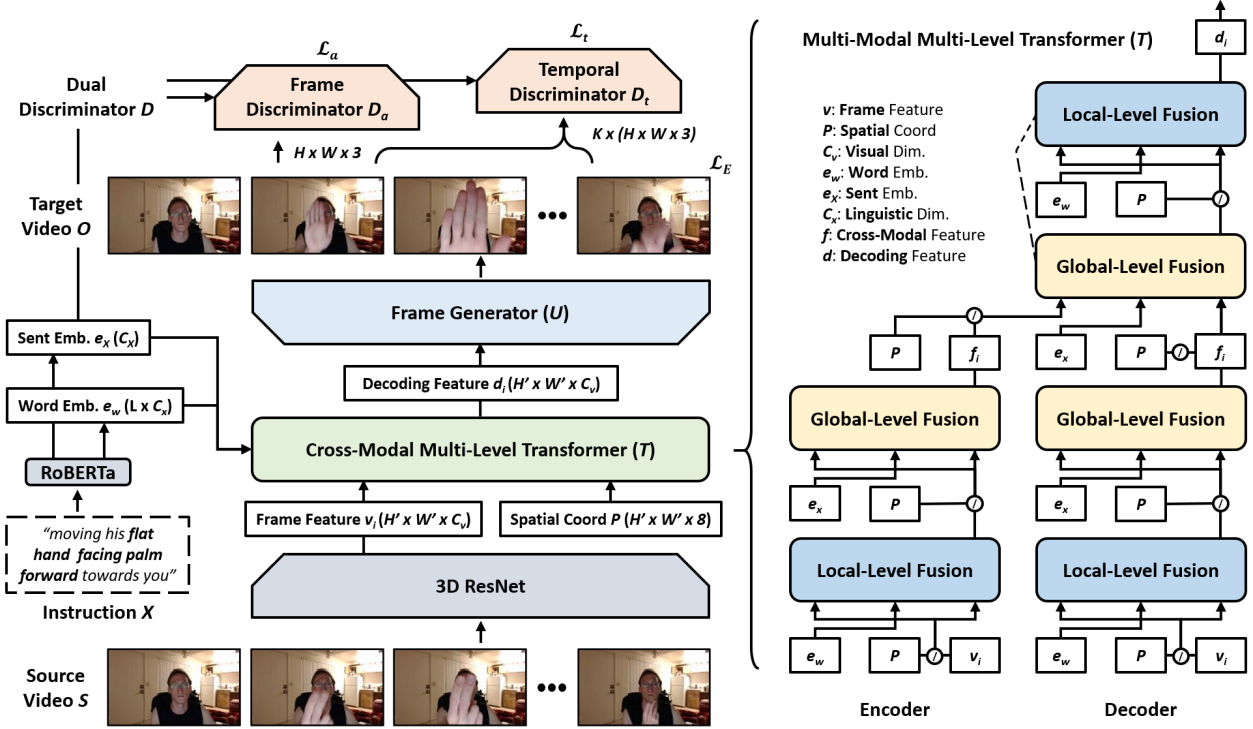 ℒa
ℒt
Dual
Discriminator D
Frame
Discriminator Da
Temporal
Discriminator Dt
H x W x 3
K x (H x W x 3)
ℒE
Target
Video O
•••
Frame Generator (U)
Sent Emb. eX (CX)
Decoding Feature di (H’ x W’ x Cv)
Word Emb. ew (L x Cx)
Cross-Modal Multi-Level Transformer (T)
RoBERTa
Frame Feature vi (H’ x W’ x Cv)
Spatial Coord P (H’ x W’ x 8)
“moving his flat
hand facing palm
forward towards you”
Instruction X
3D ResNet
Source
Video S
•••
Multi-Modal Multi-Level Transformer (T)
di
v: Frame Feature
P: Spatial Coord
Cv: Visual Dim.
ew: Word Emb.
eX: Sent Emb.
Cx: Linguistic Dim.
f: Cross-Modal Feature
d: Decoding Feature
Local-Level Fusion
ew
P
/
Global-Level Fusion
/
P
fi
ex
P
/
fi
Global-Level Fusion
Global-Level Fusion
ex
P
/
ex
P
/
Local-Level Fusion
Local-Level Fusion
ew
P
/
vi
ew
P
/
vi
Encoder
Decoder